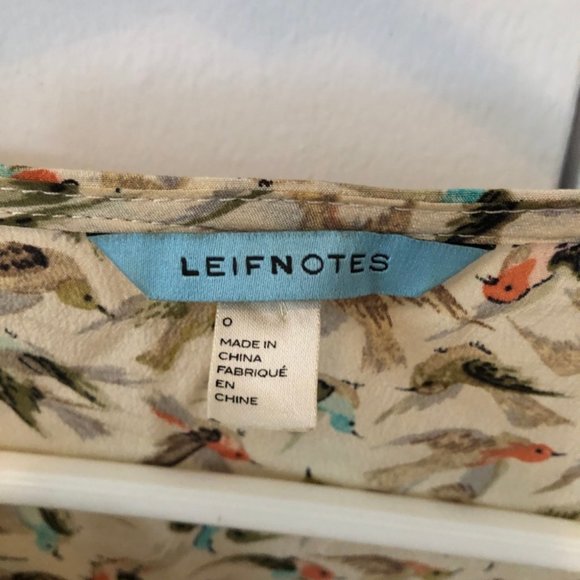 LEIFNOTES
0
MADE IN
CHINA
FABRIQUÉ
EN
CHINE